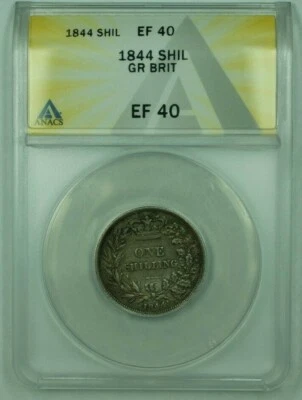 1844 SHIL EF 40
1844 SHIL
GR BRIT
ANACS
EF 40
ONE
SHILLING